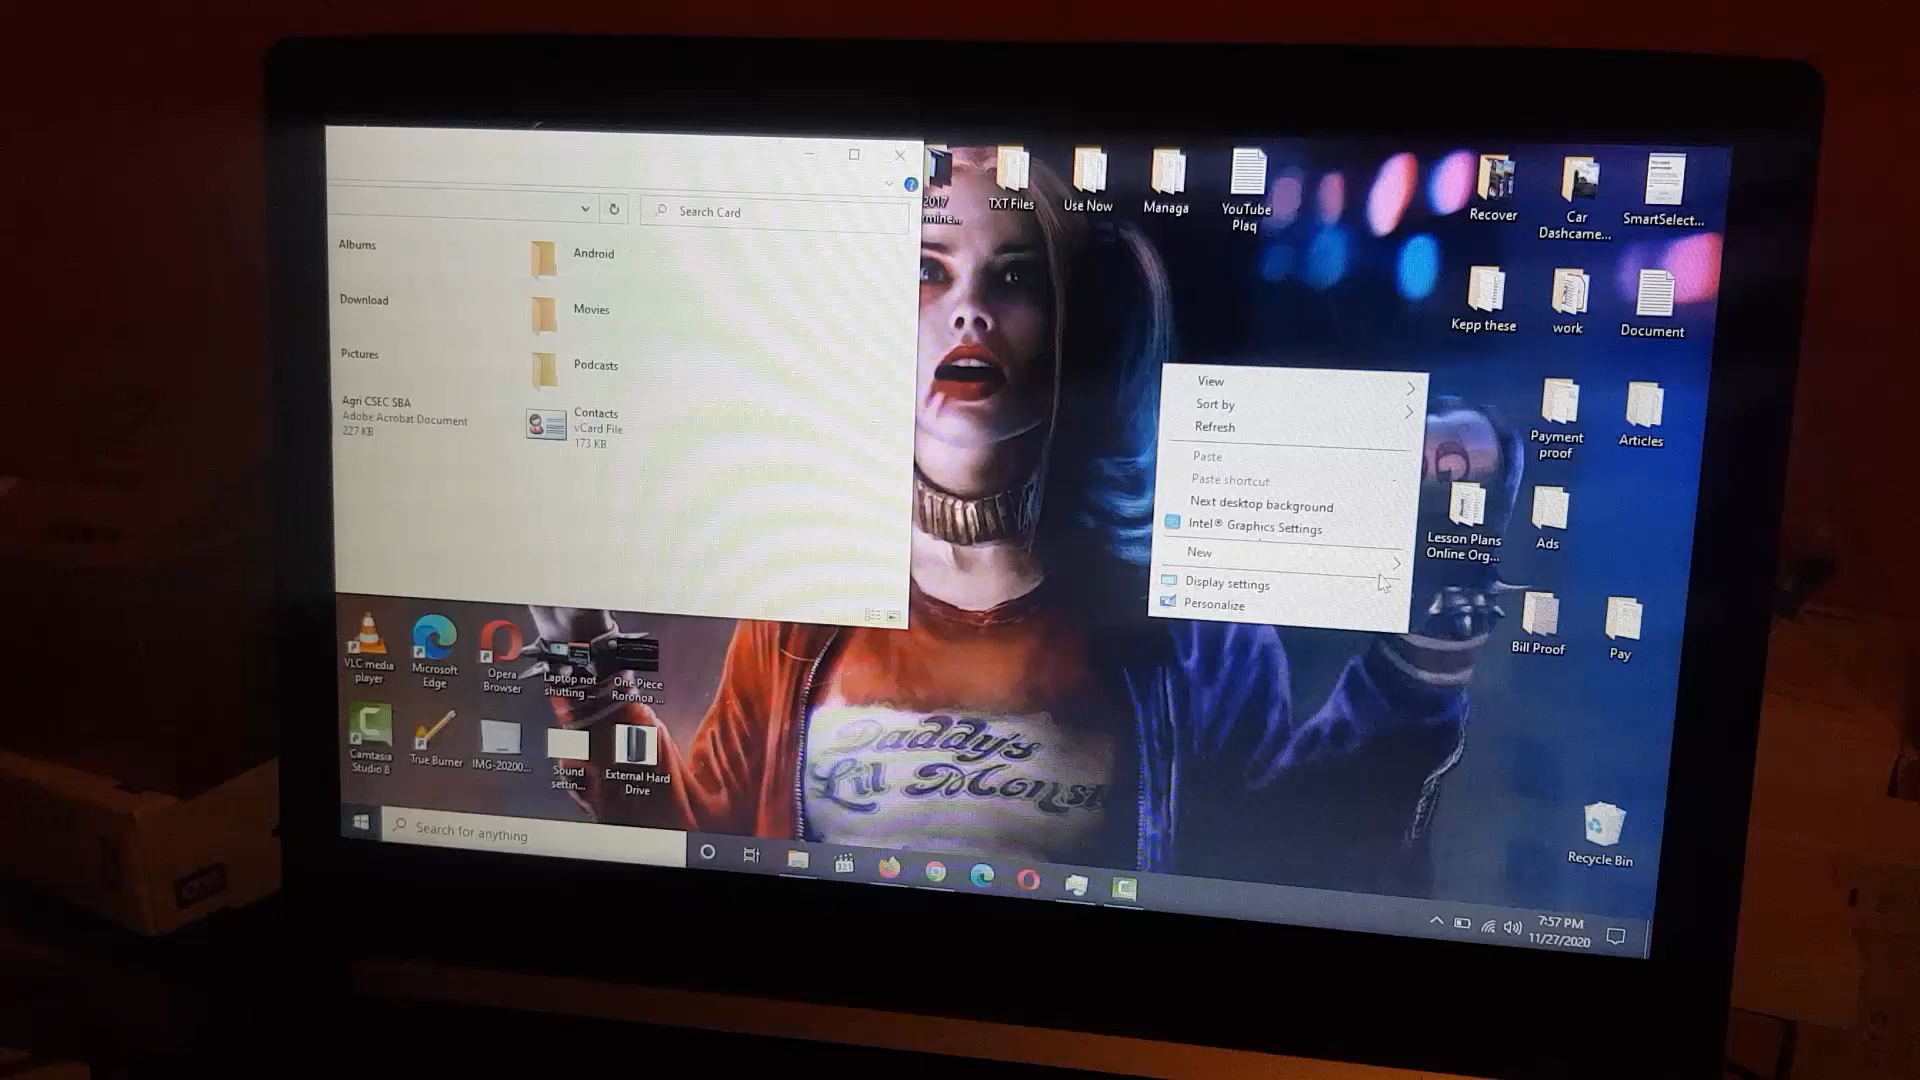 Search Card
Albums
Android
Download
Movies
Pictures
Podcasts
Agri CSEC SBA
Adobe Acrobat Document
227 KB
Contacts
vCard File
173 KB
2017
TXT Files
Use Now
Managa
YouTube
Plaq
Recover
Car
Dashcame...
SmartSelect...
Kepp these
work
Document
Payment
proof
Articles
Lesson Plans
Online Org...
Ads
Bill Proof
Pay
Recycle Bin
View
Sort by
Refresh
Paste
Paste shortcut
Next desktop background
Intel® Graphics Settings
New
Display settings
Personalize
VLC media
player
Microsoft
Edge
Opera
Browser
Laptop not
shutting ...
One Piece
Roronoa ...
Camtasia
Studio 8
True Burner
IMG-20200...
Sound
settin...
External Hard
Drive
Daddy's
Lil Monst
Search for anything
7:57 PM
11/27/2020